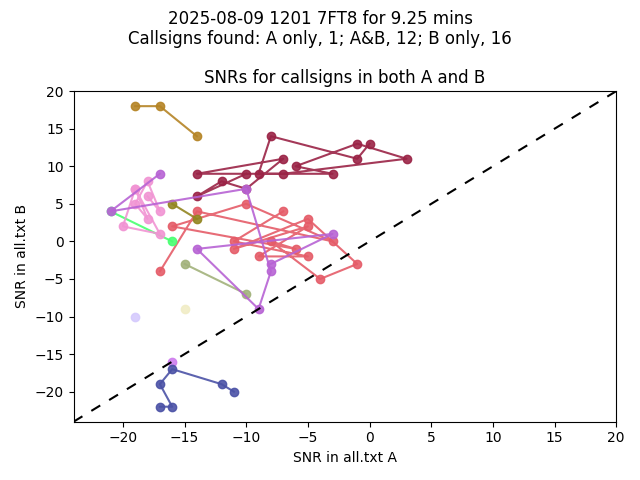 2025-08-09 1201 7FT8 for 9.25 mins
Callsigns found: A only, 1; A&B, 12; B only, 16
SNRs for callsigns in both A and B
20
15
10
5
0
−5
−10
−15
−20
SNR in all.txt B
−20 −15 −10 −5 0 5 10 15 20
SNR in all.txt A